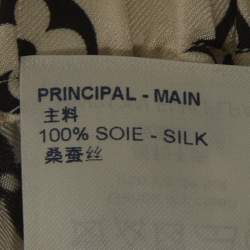 PRINCIPAL - MAIN
主料
100% SOIE - SILK
桑蚕丝